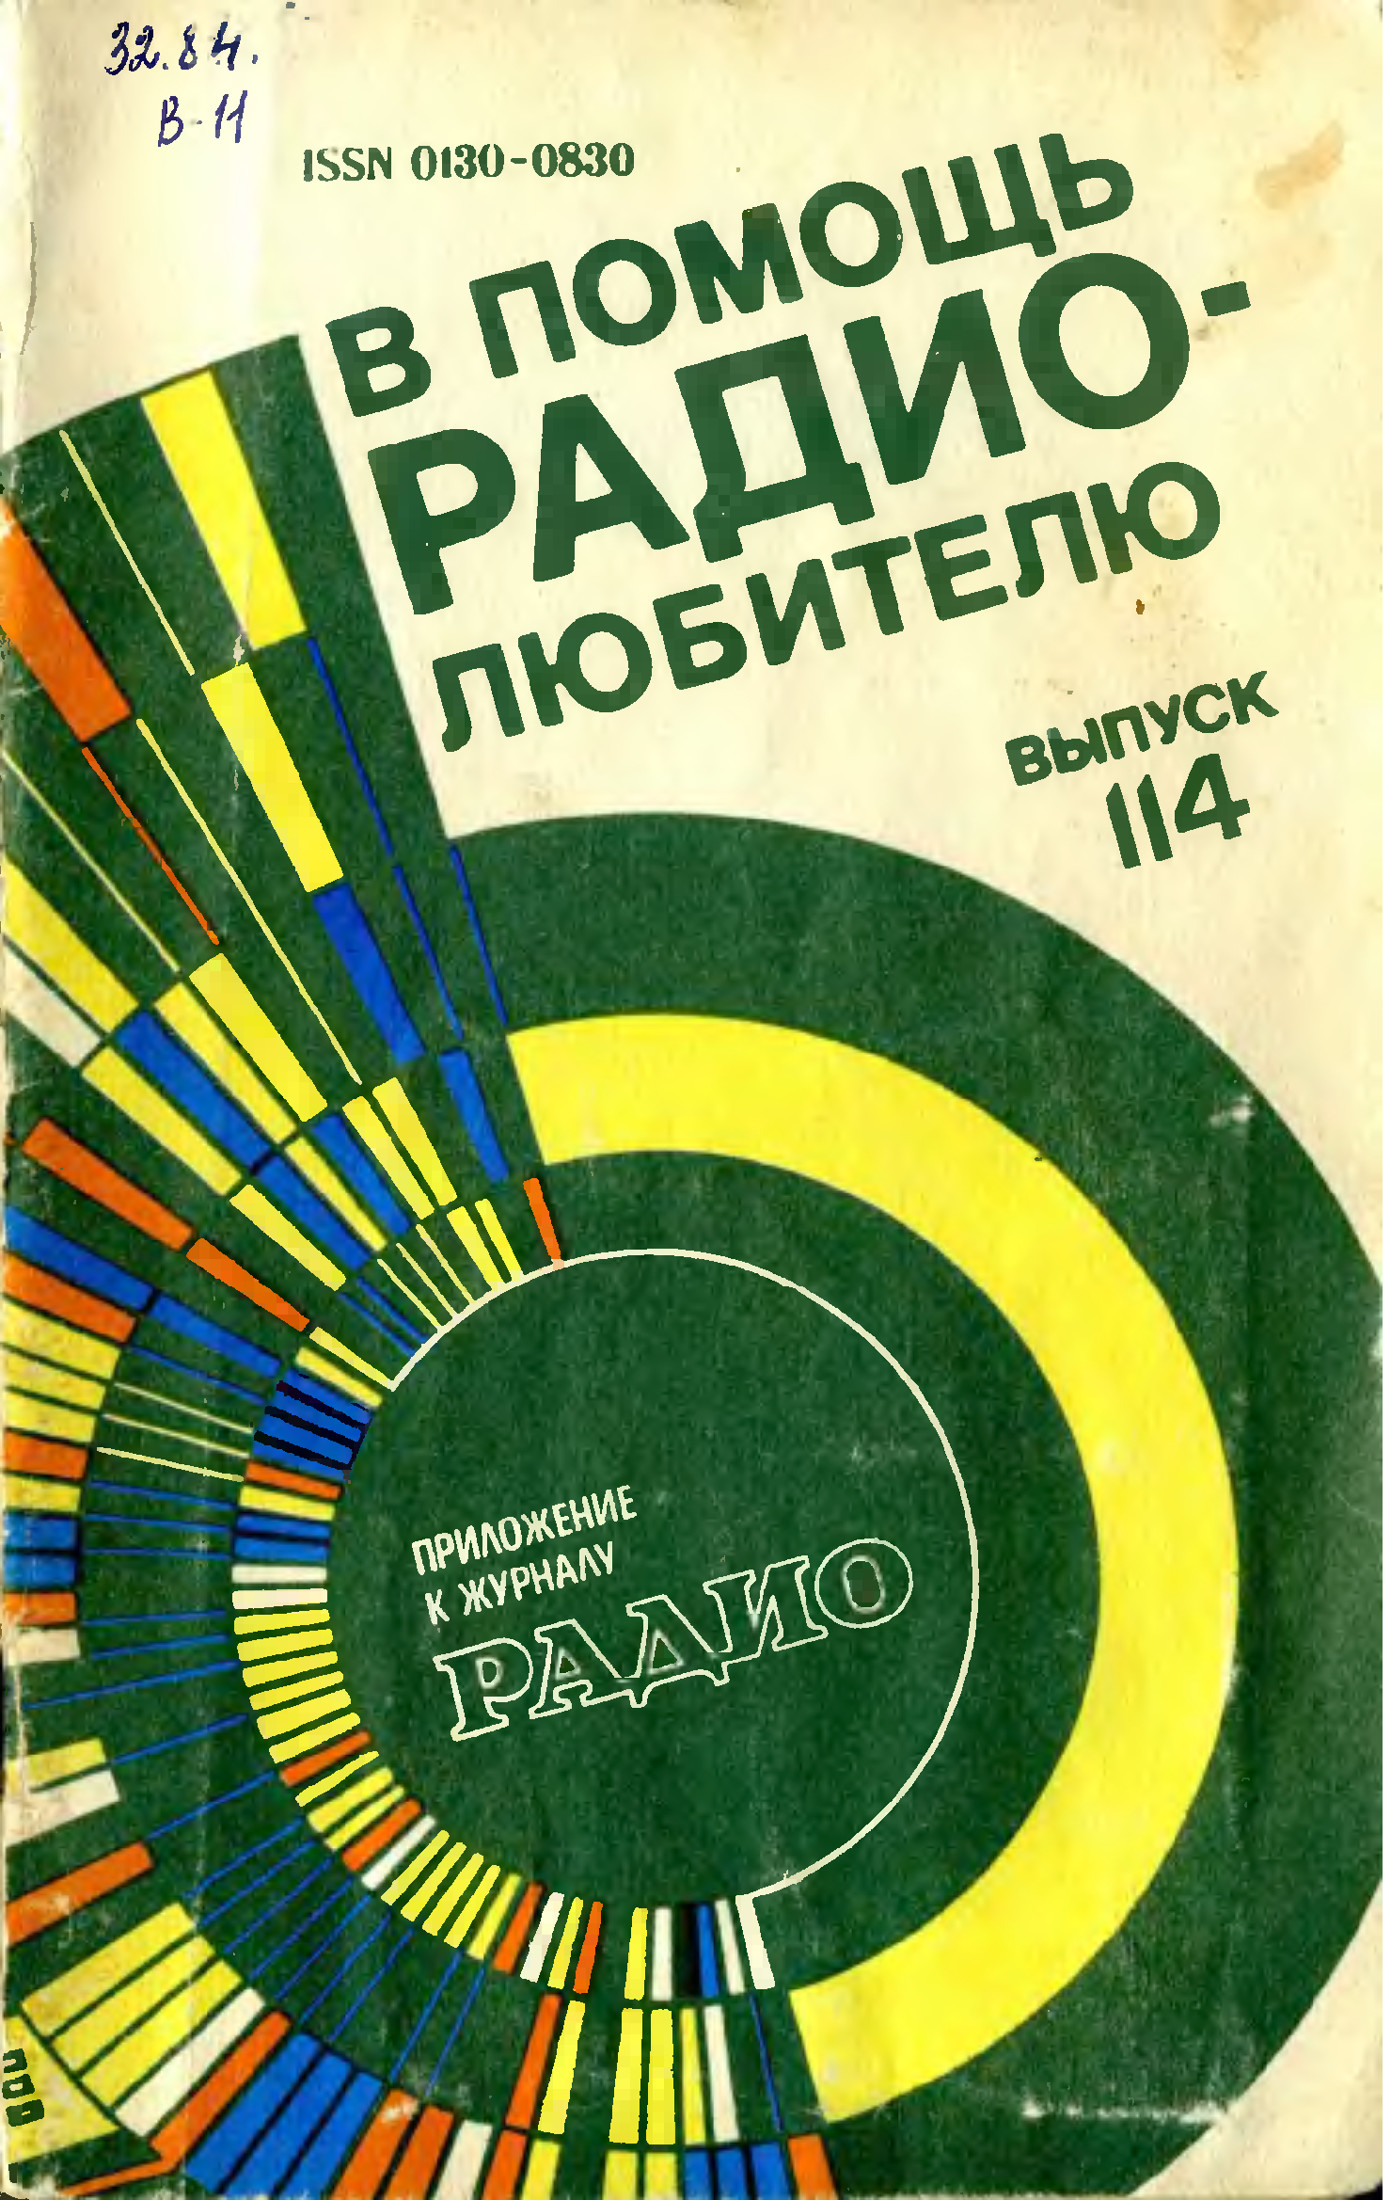 32.84.
В-11
ISSN 0130-0830
В ПОМОЩЬ
РАДИО-
ЛЮБИТЕЛЮ
ВЫПУСК
114
ПРИЛОЖЕНИЕ
К ЖУРНАЛУ
РАДИО